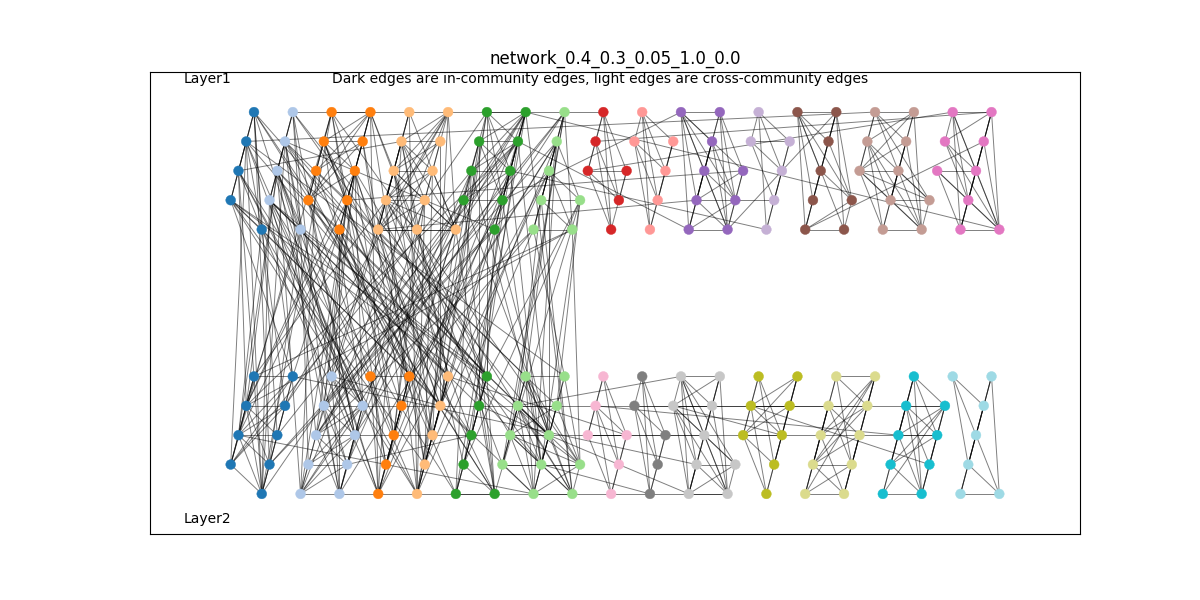 network_0.4_0.3_0.05_1.0_0.0
Layer1
Dark edges are in-community edges, light edges are cross-community edges
Layer2